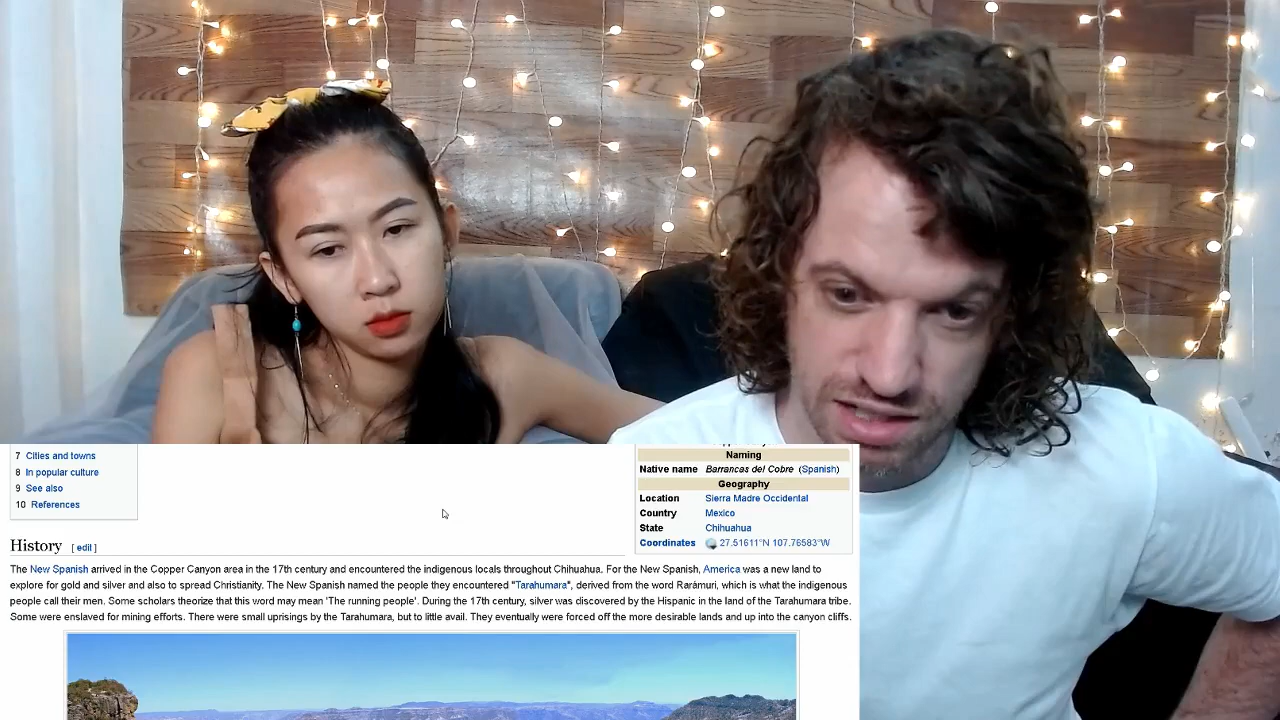 7 Cities and towns
8 In popular culture
9 See also
10 References
Naming
Native name Barrancas del Cobre (Spanish)
Geography
Location Sierra Madre Occidental
Country Mexico
State Chihuahua
Coordinates 27.51611°N 107.76583°W
History [ edit ]
The New Spanish arrived in the Copper Canyon area in the 17th century and encountered the indigenous locals throughout Chihuahua. For the New Spanish, America was a new land to
explore for gold and silver and also to spread Christianity. The New Spanish named the people they encountered "Tarahumara", derived from the word Rarámuri, which is what the indigenous
people call their men. Some scholars theorize that this word may mean 'The running people'. During the 17th century, silver was discovered by the Hispanic in the land of the Tarahumara tribe.
Some were enslaved for mining efforts. There were small uprisings by the Tarahumara, but to little avail. They eventually were forced off the more desirable lands and up into the canyon cliffs.